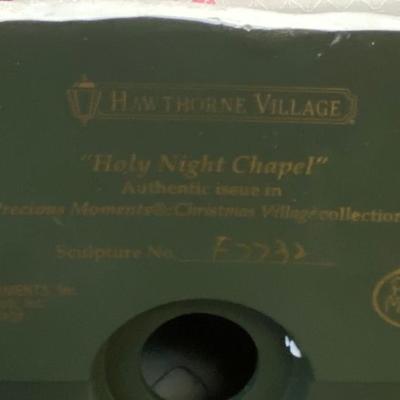 HAWTHORNE VILLAGE
"Holy Night Chapel"
Authentic issue in
Precious Moments® Christmas Village collection
Sculpture No.